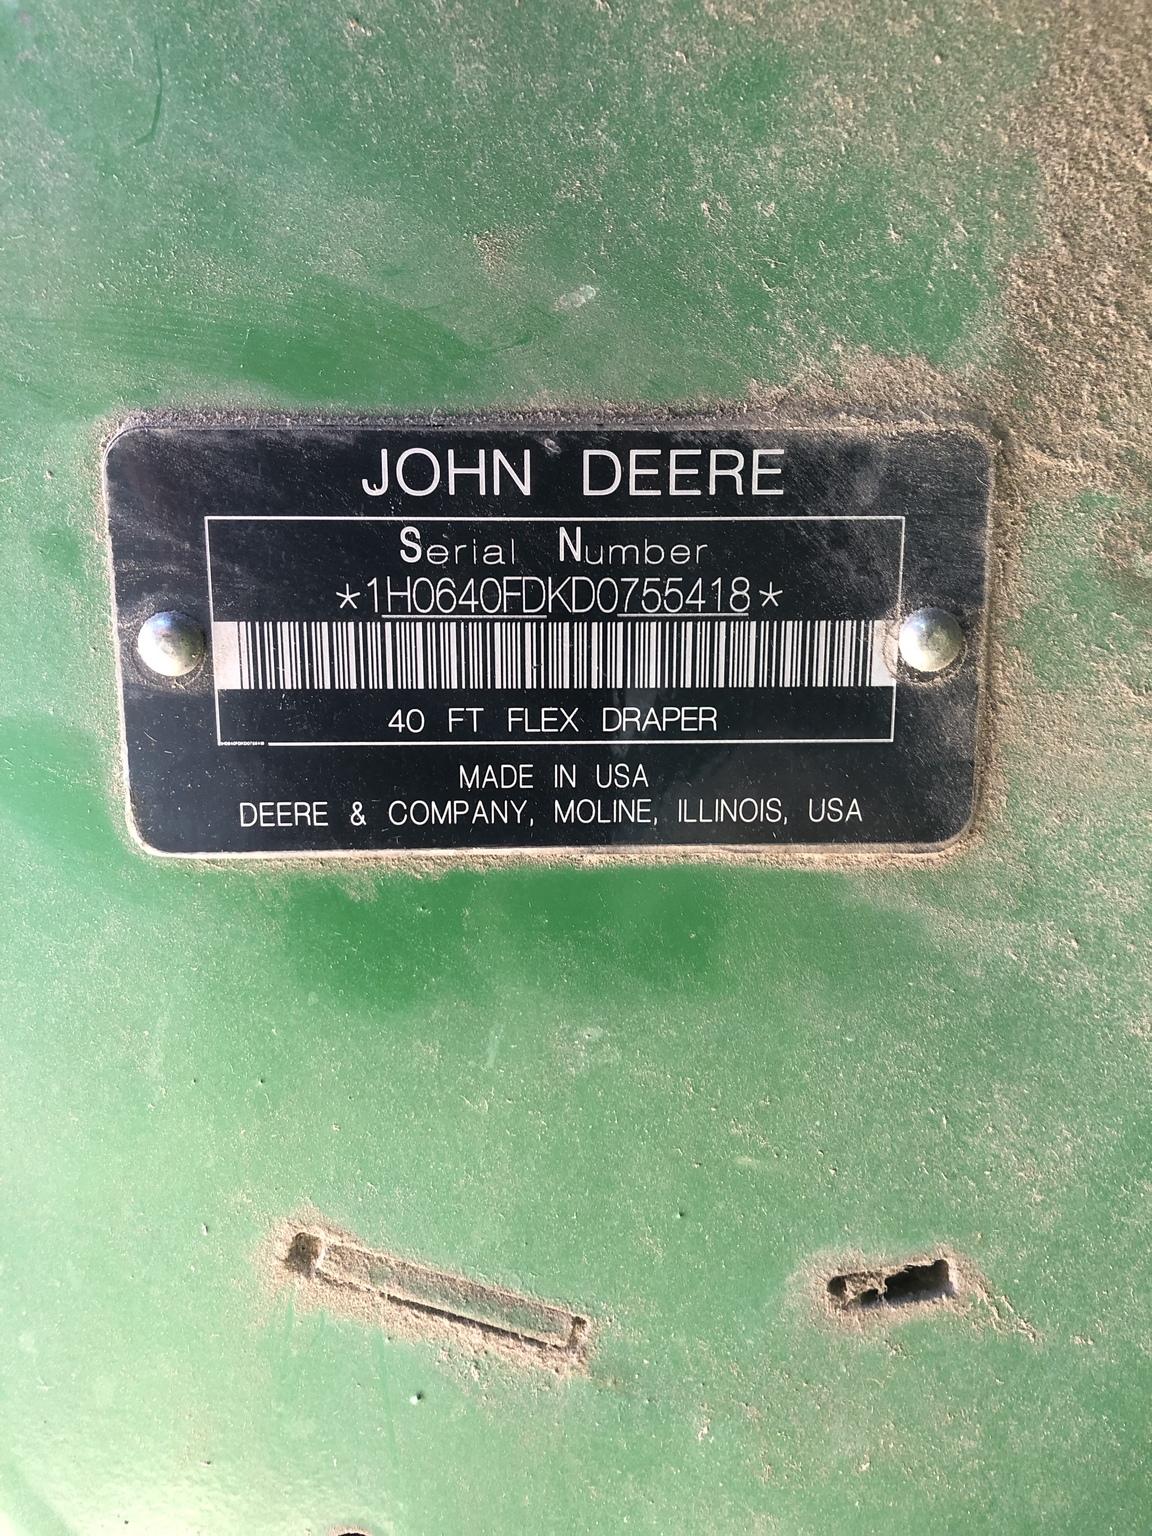 JOHN DEERE
Serial Number
*1H0640FDKD0755418*
40 FT FLEX DRAPER
MADE IN USA
DEERE & COMPANY, MOLINE, ILLINOIS, USA